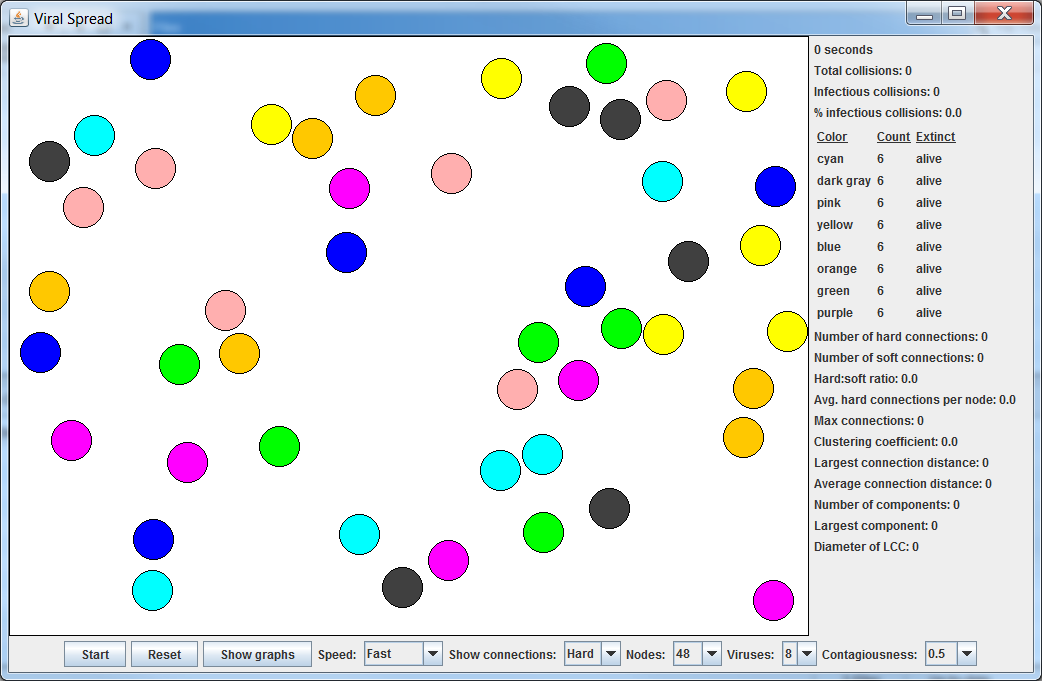 Viral Spread
0 seconds
Total collisions: 0
Infectious collisions: 0
% infectious collisions: 0.0
Color Count Extinct
cyan 6 alive
dark gray 6 alive
pink 6 alive
yellow 6 alive
blue 6 alive
orange 6 alive
green 6 alive
purple 6 alive
Number of hard connections: 0
Number of soft connections: 0
Hard:soft ratio: 0.0
Avg. hard connections per node: 0.0
Max connections: 0
Clustering coefficient: 0.0
Largest connection distance: 0
Average connection distance: 0
Number of components: 0
Largest component: 0
Diameter of LCC: 0
Start Reset Show graphs Speed: Fast Show connections: Hard Nodes: 48 Viruses: 8 Contagiousness: 0.5